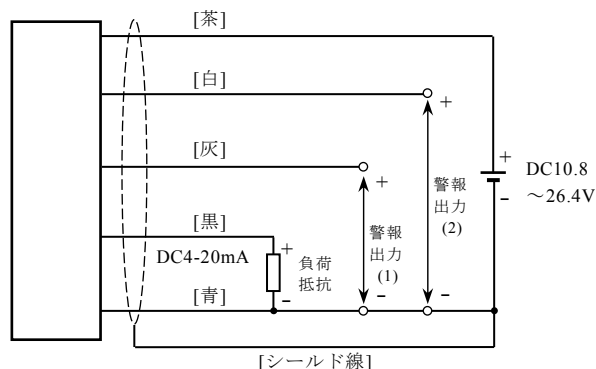 [茶]
[白]
+
[灰]
+
警報
出力
(2)
+
DC10.8
～26.4V
-
[黒]
DC4-20mA
+
負荷
抵抗
-
警報
出力
(1)
-
-
[青]
[シールド線]